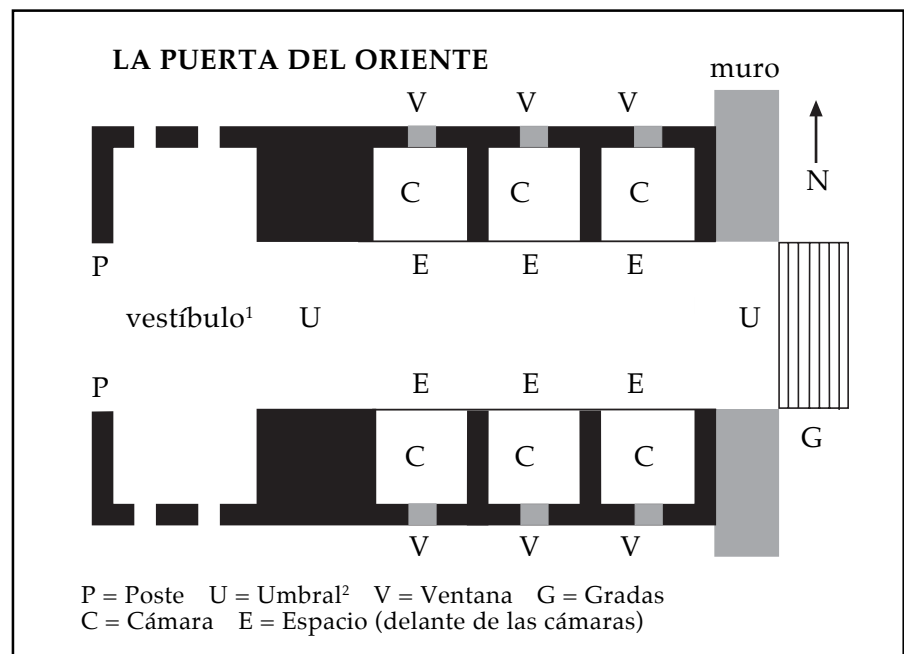 LA PUERTA DEL ORIENTE
muro
V V V
N
C C C
P E E E
vestíbulo¹ U U
P E E E
G
C C C
V V V
P = Poste U = Umbral² V = Ventana G = Gradas
C = Cámara E = Espacio (delante de las cámaras)